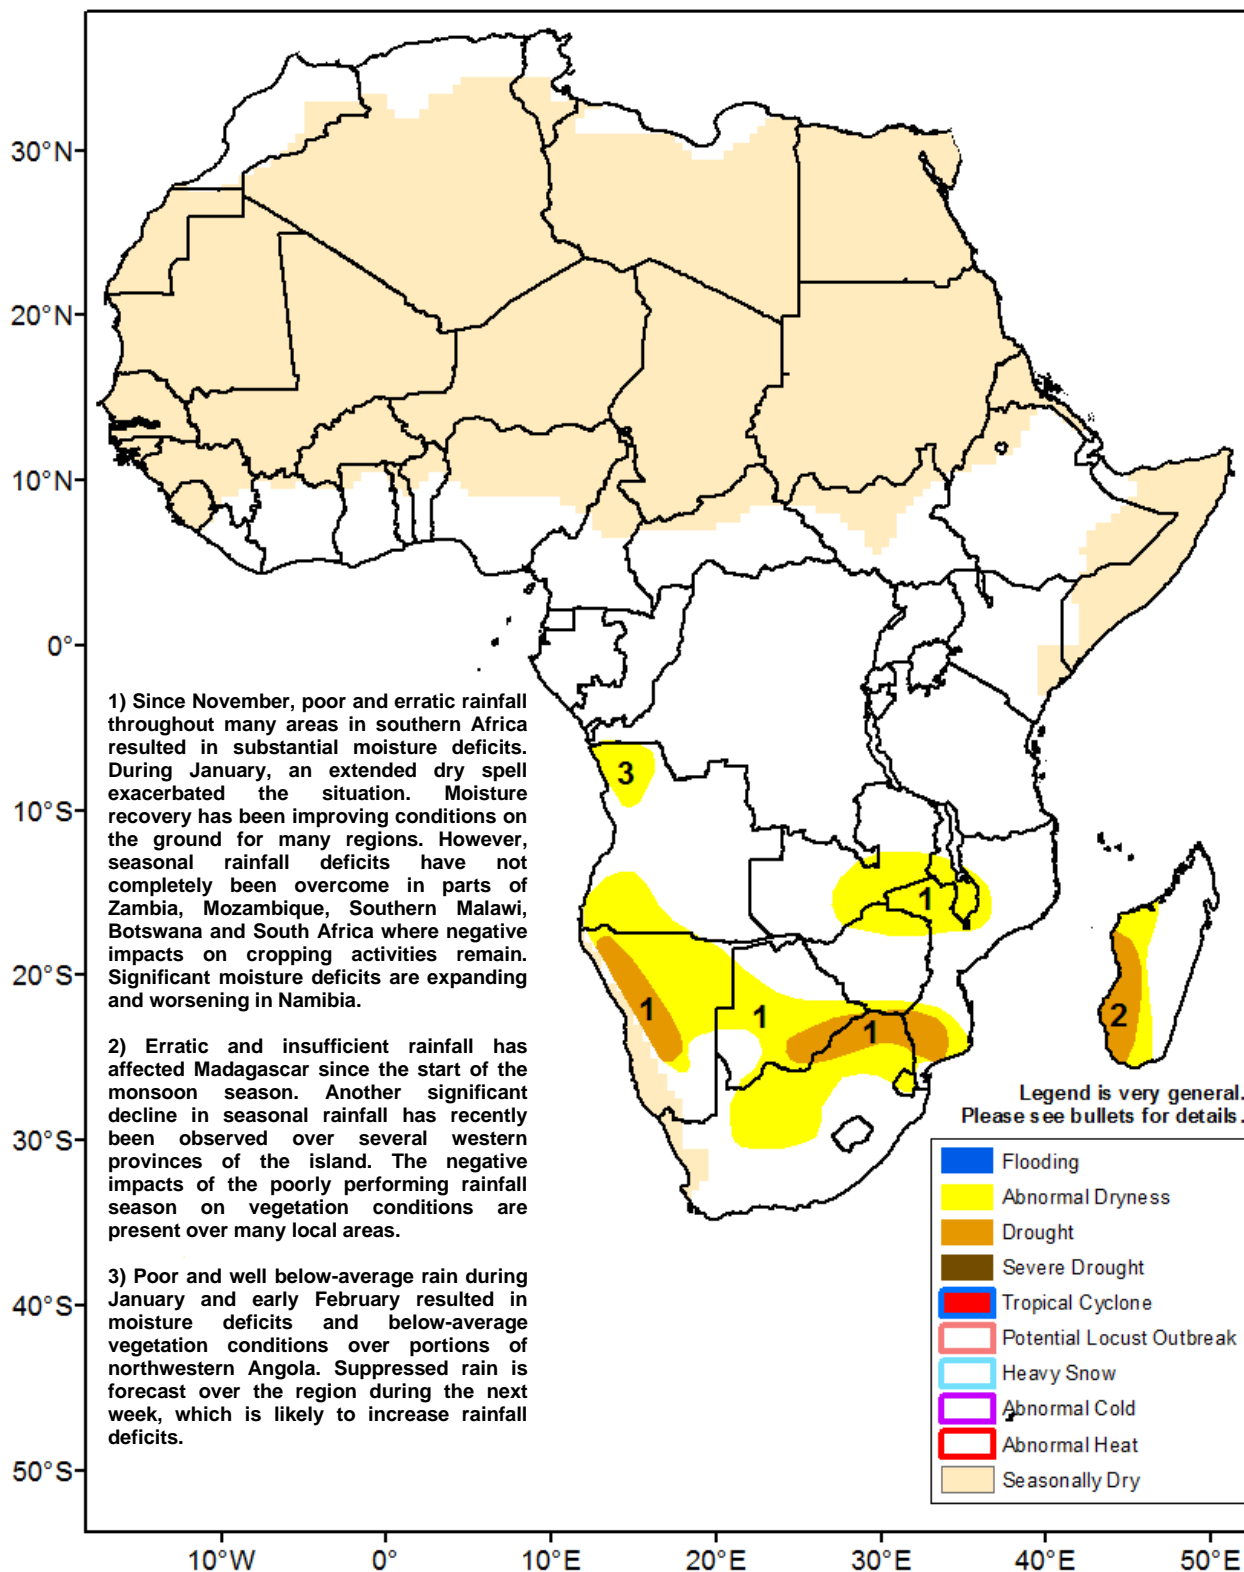 30°N
20°N
10°N
0°
10°S
20°S
30°S
40°S
50°S
1) Since November, poor and erratic rainfall
throughout many areas in southern Africa
resulted in substantial moisture deficits.
During January, an extended dry spell
exacerbated the situation. Moisture
recovery has been improving conditions on
the ground for many regions. However,
seasonal rainfall deficits have not
completely been overcome in parts of
Zambia, Mozambique, Southern Malawi,
Botswana and South Africa where negative
impacts on cropping activities remain.
Significant moisture deficits are expanding
and worsening in Namibia.
2) Erratic and insufficient rainfall has
affected Madagascar since the start of the
monsoon season. Another significant
decline in seasonal rainfall has recently
been observed over several western
provinces of the island. The negative
impacts of the poorly performing rainfall
season on vegetation conditions are
present over many local areas.
3) Poor and well below-average rain during
January and early February resulted in
moisture deficits and below-average
vegetation conditions over portions of
northwestern Angola. Suppressed rain is
forecast over the region during the next
week, which is likely to increase rainfall
deficits.
3
1
1
1
1
2
Legend is very general.
Please see bullets for details.
Flooding
Abnormal Dryness
Drought
Severe Drought
Tropical Cyclone
Potential Locust Outbreak
Heavy Snow
Abnormal Cold
Abnormal Heat
Seasonally Dry
10°W
0°
10°E
20°E
30°E
40°E
50°E